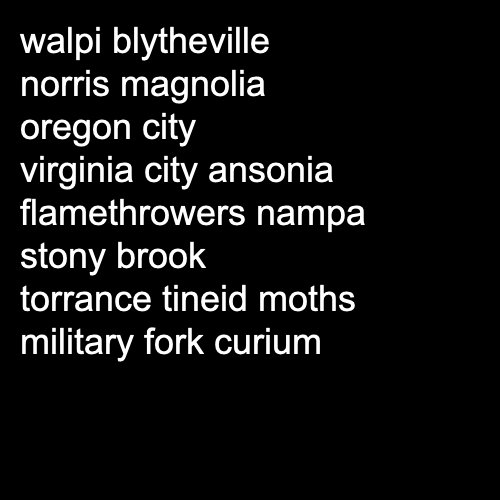 walpi blytheville
norris magnolia
oregon city
virginia city ansonia
flamethrowers nampa
stony brook
torrance tineid moths
military fork curium